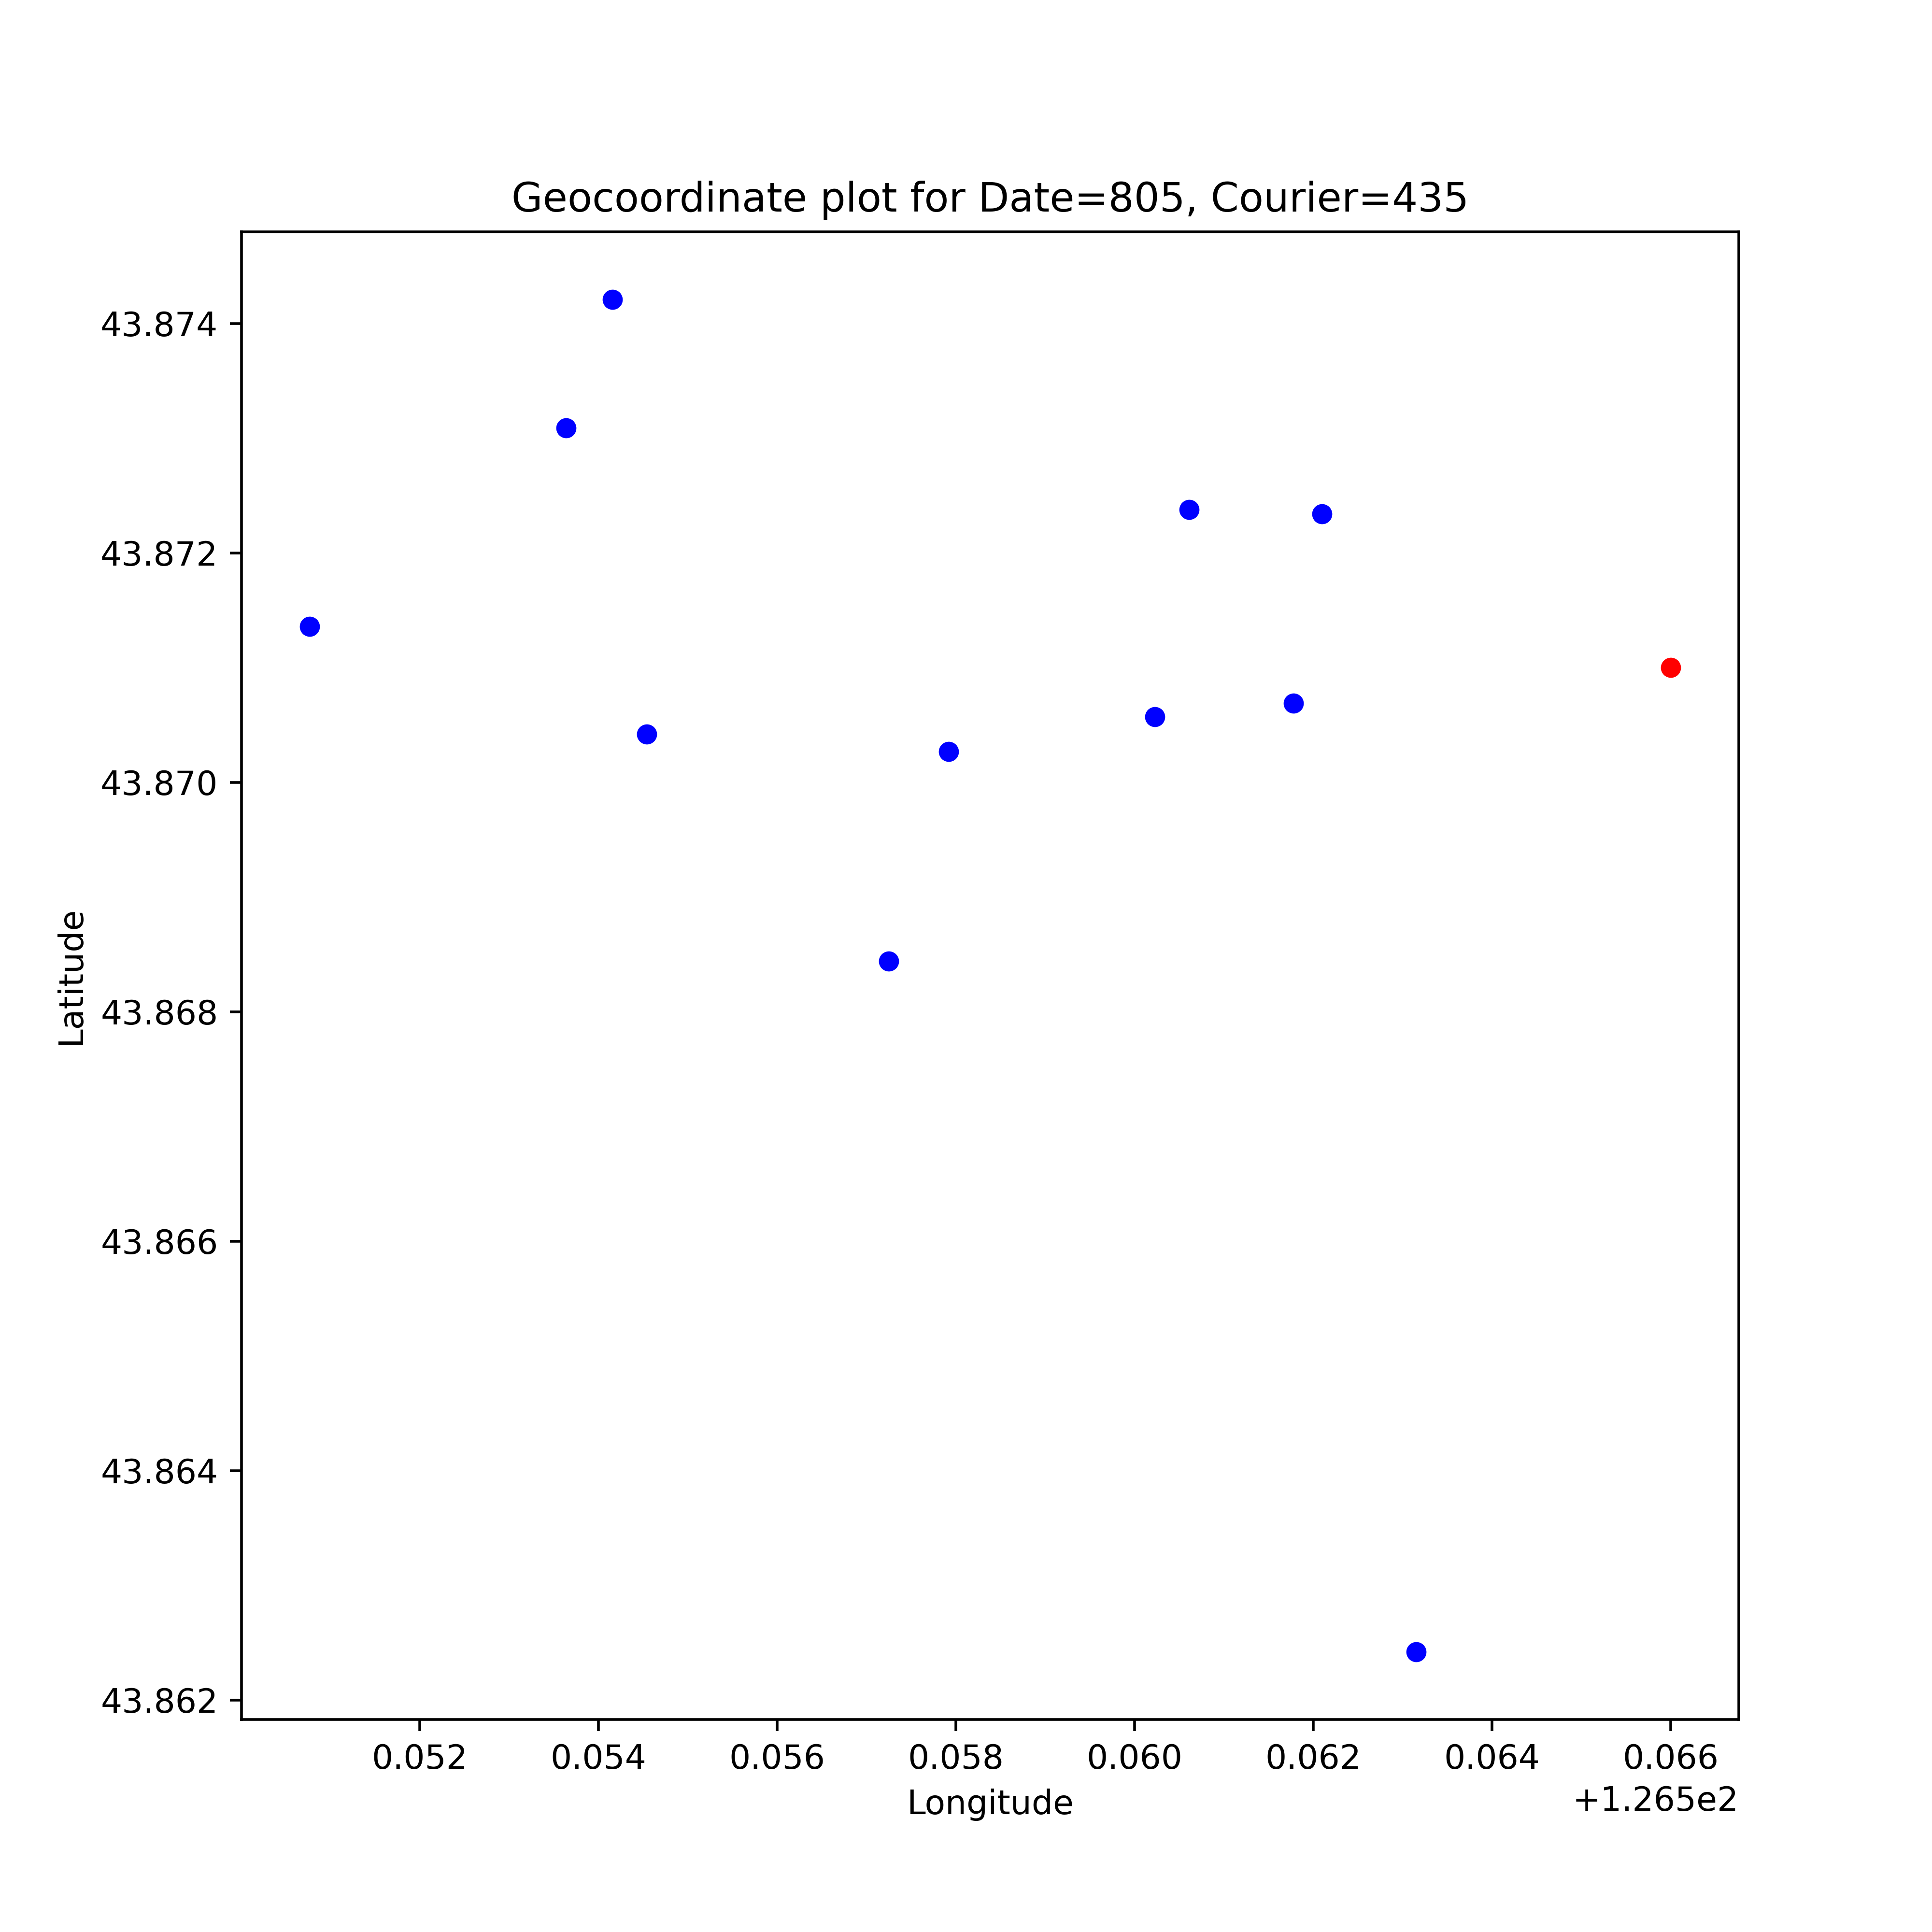 Geocoordinate plot for Date=805, Courier=435
43.874
43.872
43.870
43.868
43.866
43.864
43.862
Latitude
0.052 0.054 0.056 0.058 0.060 0.062 0.064 0.066
+1.265e2
Longitude